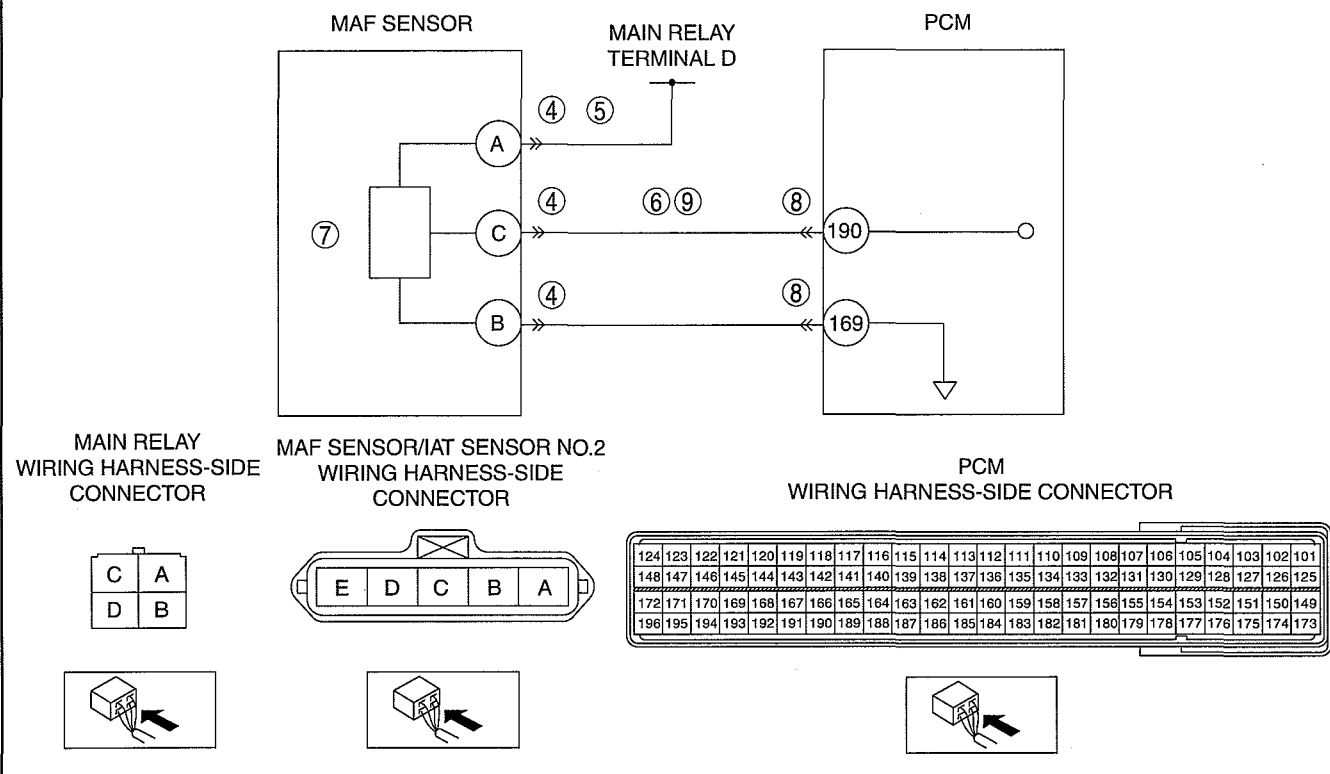 MAF SENSOR
MAIN RELAY
TERMINAL D
PCM
④ ⑤
A
④ ⑥ ⑨ ⑧
⑦ C 190
④ ⑧
B 169
MAIN RELAY
WIRING HARNESS-SIDE
CONNECTOR
MAF SENSOR/IAT SENSOR NO.2
WIRING HARNESS-SIDE
CONNECTOR
PCM
WIRING HARNESS-SIDE CONNECTOR
C A
D B
E D C B A
124 123 122 121 120 119 118 117 116 115 114 113 112 111 110 109 108 107 106 105 104 103 102 101
148 147 146 145 144 143 142 141 140 139 138 137 136 135 134 133 132 131 130 129 128 127 126 125
172 171 170 169 168 167 166 165 164 163 162 161 160 159 158 157 156 155 154 153 152 151 150 149
196 195 194 193 192 191 190 189 188 187 186 185 184 183 182 181 180 179 178 177 176 175 174 173